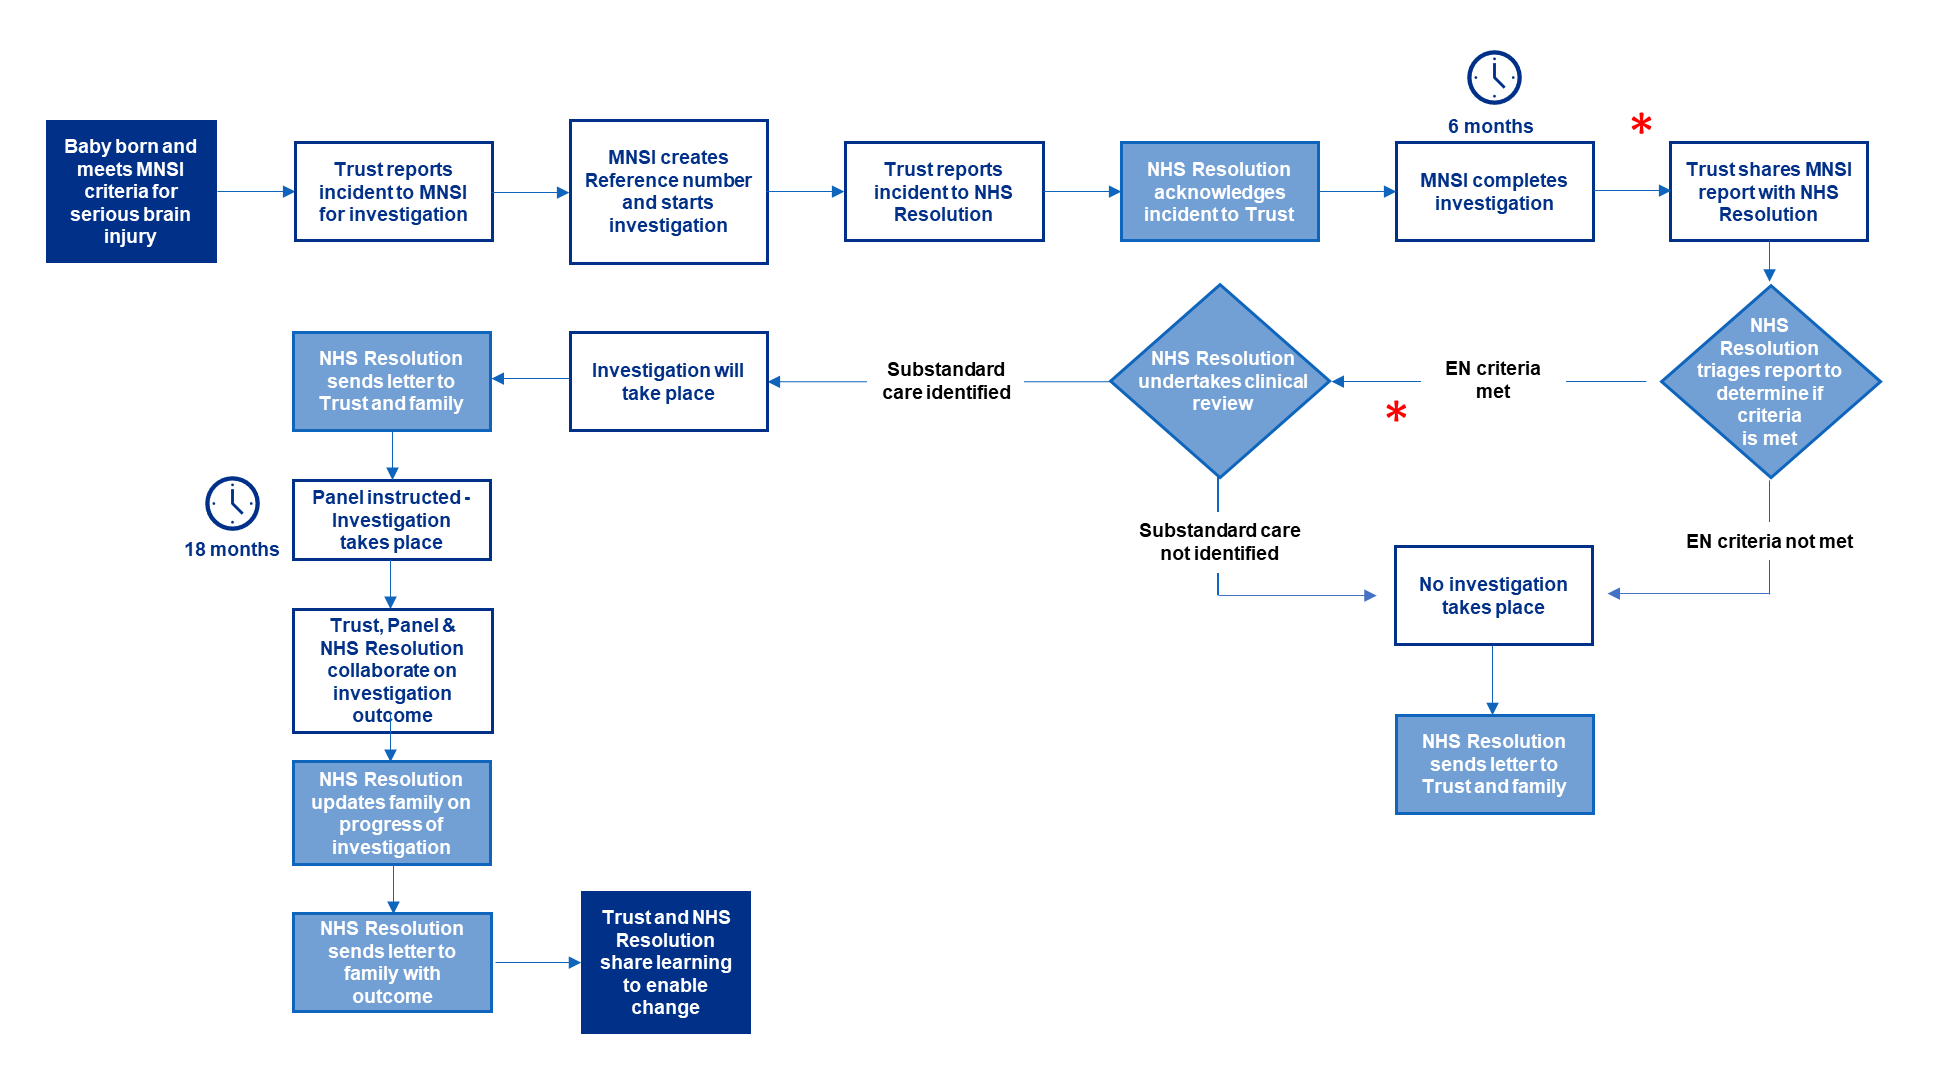 6 months
*
Baby born and
meets MNSI
criteria for
serious brain
injury
Trust reports
incident to MNSI
for investigation
MNSI creates
Reference number
and starts
investigation
Trust reports
incident to NHS
Resolution
NHS Resolution
acknowledges
incident to Trust
MNSI completes
investigation
Trust shares MNSI
report with NHS
Resolution
NHS
Resolution
triages report to
determine if
criteria
is met
EN criteria
met
*
NHS Resolution
undertakes clinical
review
Substandard
care identified
Investigation will
take place
NHS Resolution
sends letter to
Trust and family
18 months
Panel instructed -
Investigation
takes place
Substandard care
not identified
EN criteria not met
No investigation
takes place
NHS Resolution
sends letter to
Trust and family
Trust, Panel &
NHS Resolution
collaborate on
investigation
outcome
NHS Resolution
updates family on
progress of
investigation
NHS Resolution
sends letter to
family with
outcome
Trust and NHS
Resolution
share learning
to enable
change